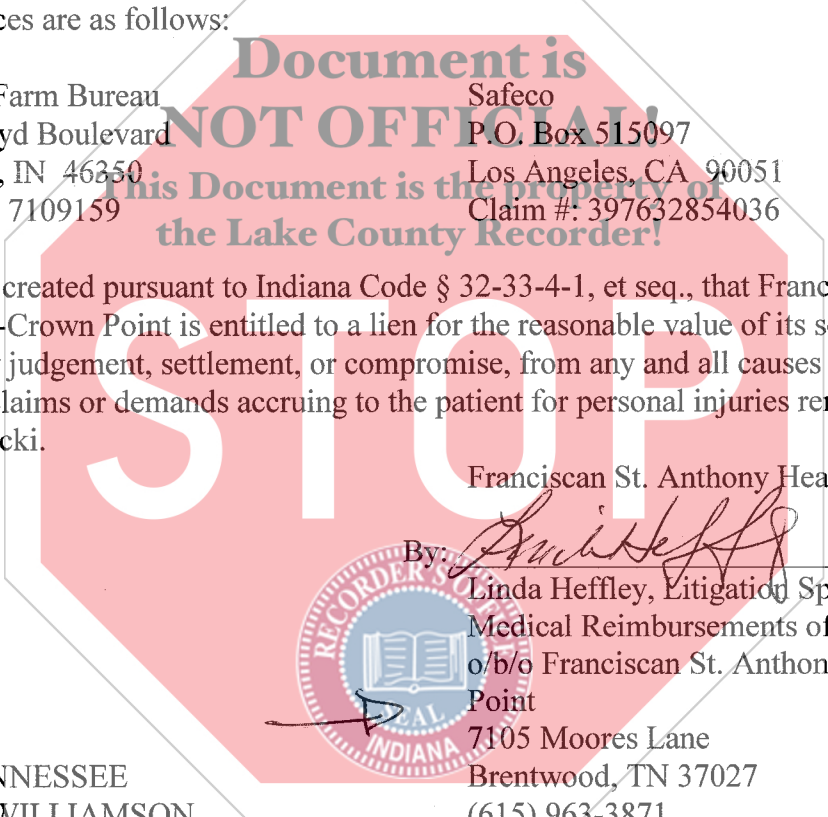 ces are as follows:
Document is
NOT OFFICIAL!
This Document is the property of
the Lake County Recorder!
Farm Bureau
yd Boulevard
, IN 46350
7109159
Safeco
P.O. Box 515097
Los Angeles, CA 90051
Claim #: 397632854036
created pursuant to Indiana Code § 32-33-4-1, et seq., that Franc
-Crown Point is entitled to a lien for the reasonable value of its s
judgement, settlement, or compromise, from any and all causes
laims or demands accruing to the patient for personal injuries re
cki.
STOP
Franciscan St. Anthony Hea
By:
Linda Heffley, Litigation Sp
Medical Reimbursements of
o/b/o Franciscan St. Anthon
Point
7105 Moores Lane
Brentwood, TN 37027
(615) 963-3871
RECORDER'S OFFICE
SEAL
INDIANA
NNESSEE
WILLIAMSON